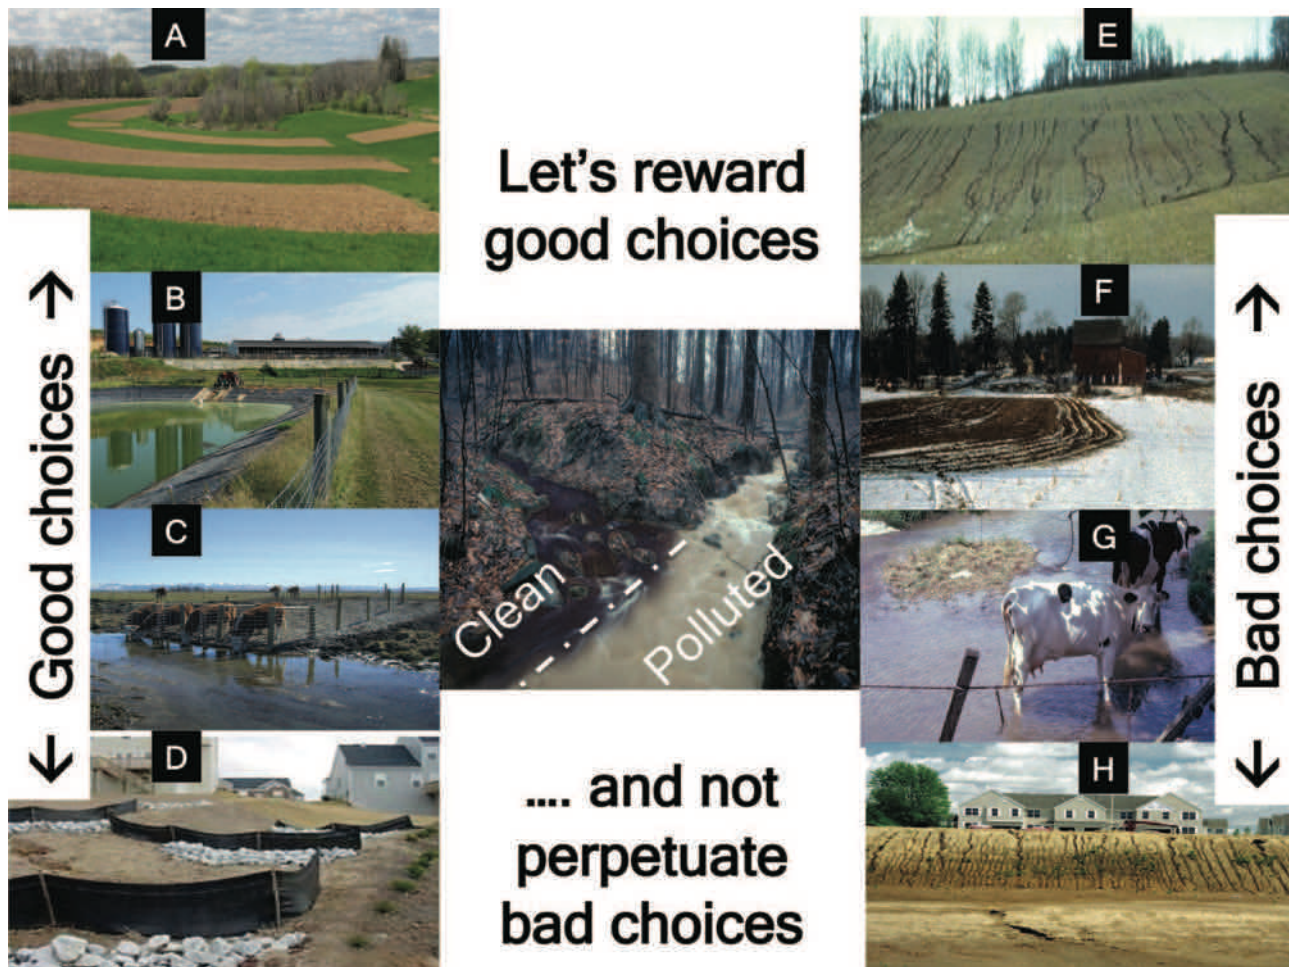 A
B
C
D
← Good choices →
Let's reward
good choices
Clean
Polluted
.... and not
perpetuate
bad choices
E
F
G
H
← Bad choices →